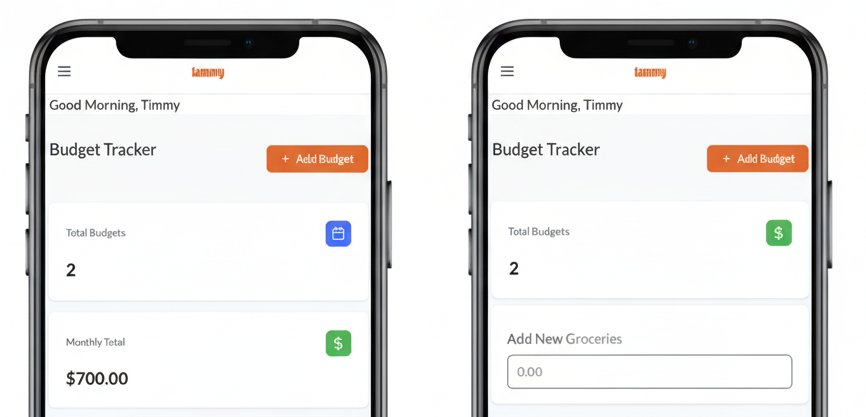 tammy
Good Morning, Timmy
Budget Tracker
+ Add Budget
Total Budgets
2
Monthly Total
$
$700.00
tammy
Good Morning, Timmy
Budget Tracker
+ Add Budget
Total Budgets
$
2
Add New Groceries
0.00